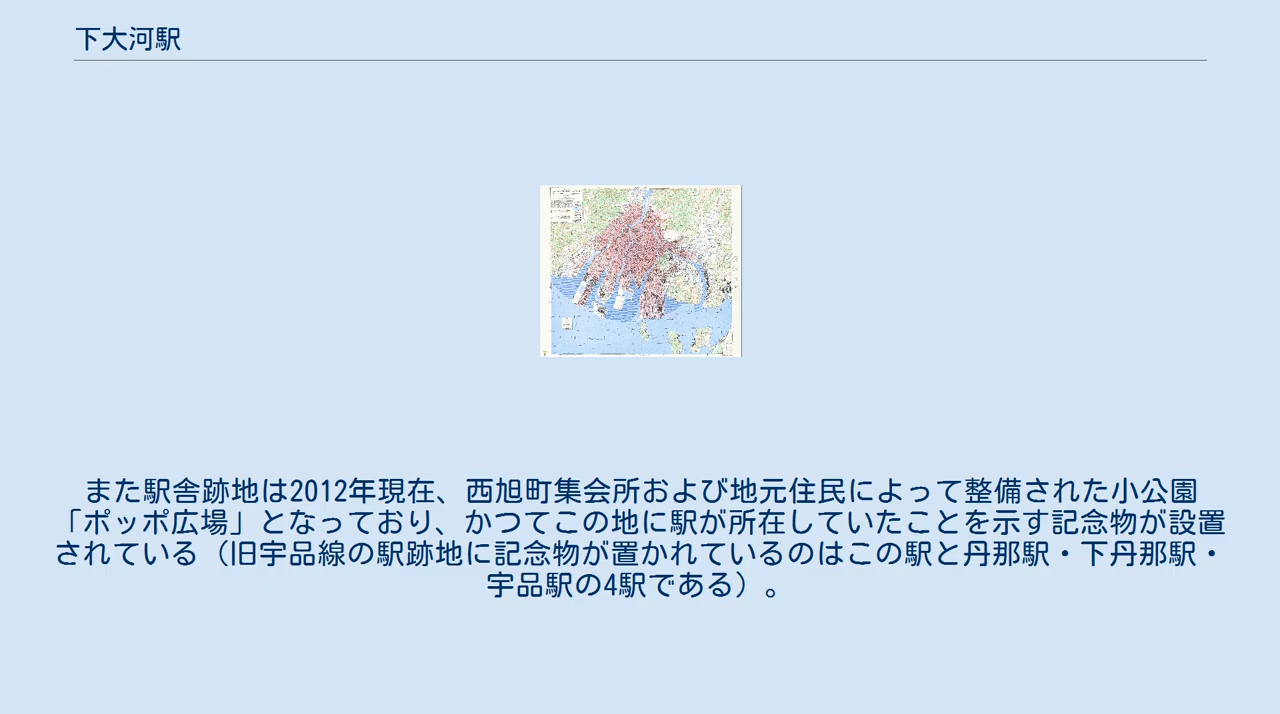 下大河駅
また駅舎跡地は2012年現在、西旭町集会所および地元住民によって整備された小公園
「ポッポ広場」となっており、かつてこの地に駅が所在していたことを示す記念物が設置
されている（旧宇品線の駅跡地に記念物が置かれているのはこの駅と丹那駅・下丹那駅・
宇品駅の4駅である）。